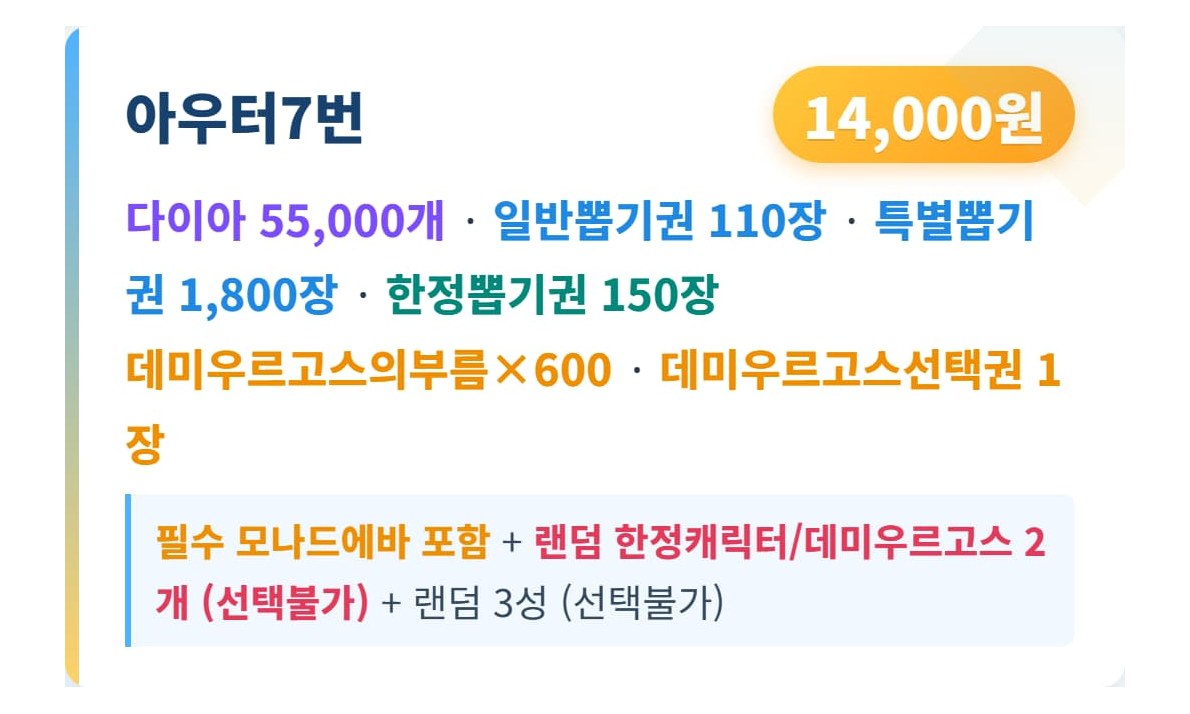 아우터7번
14,000원
다이아 55,000개 · 일반뽑기권 110장 · 특별뽑기
권 1,800장 · 한정뽑기권 150장
데미우르고스의부름×600 · 데미우르고스선택권 1
장
필수 모나드에바 포함 + 랜덤 한정캐릭터/데미우르고스 2
개 (선택불가) + 랜덤 3성 (선택불가)